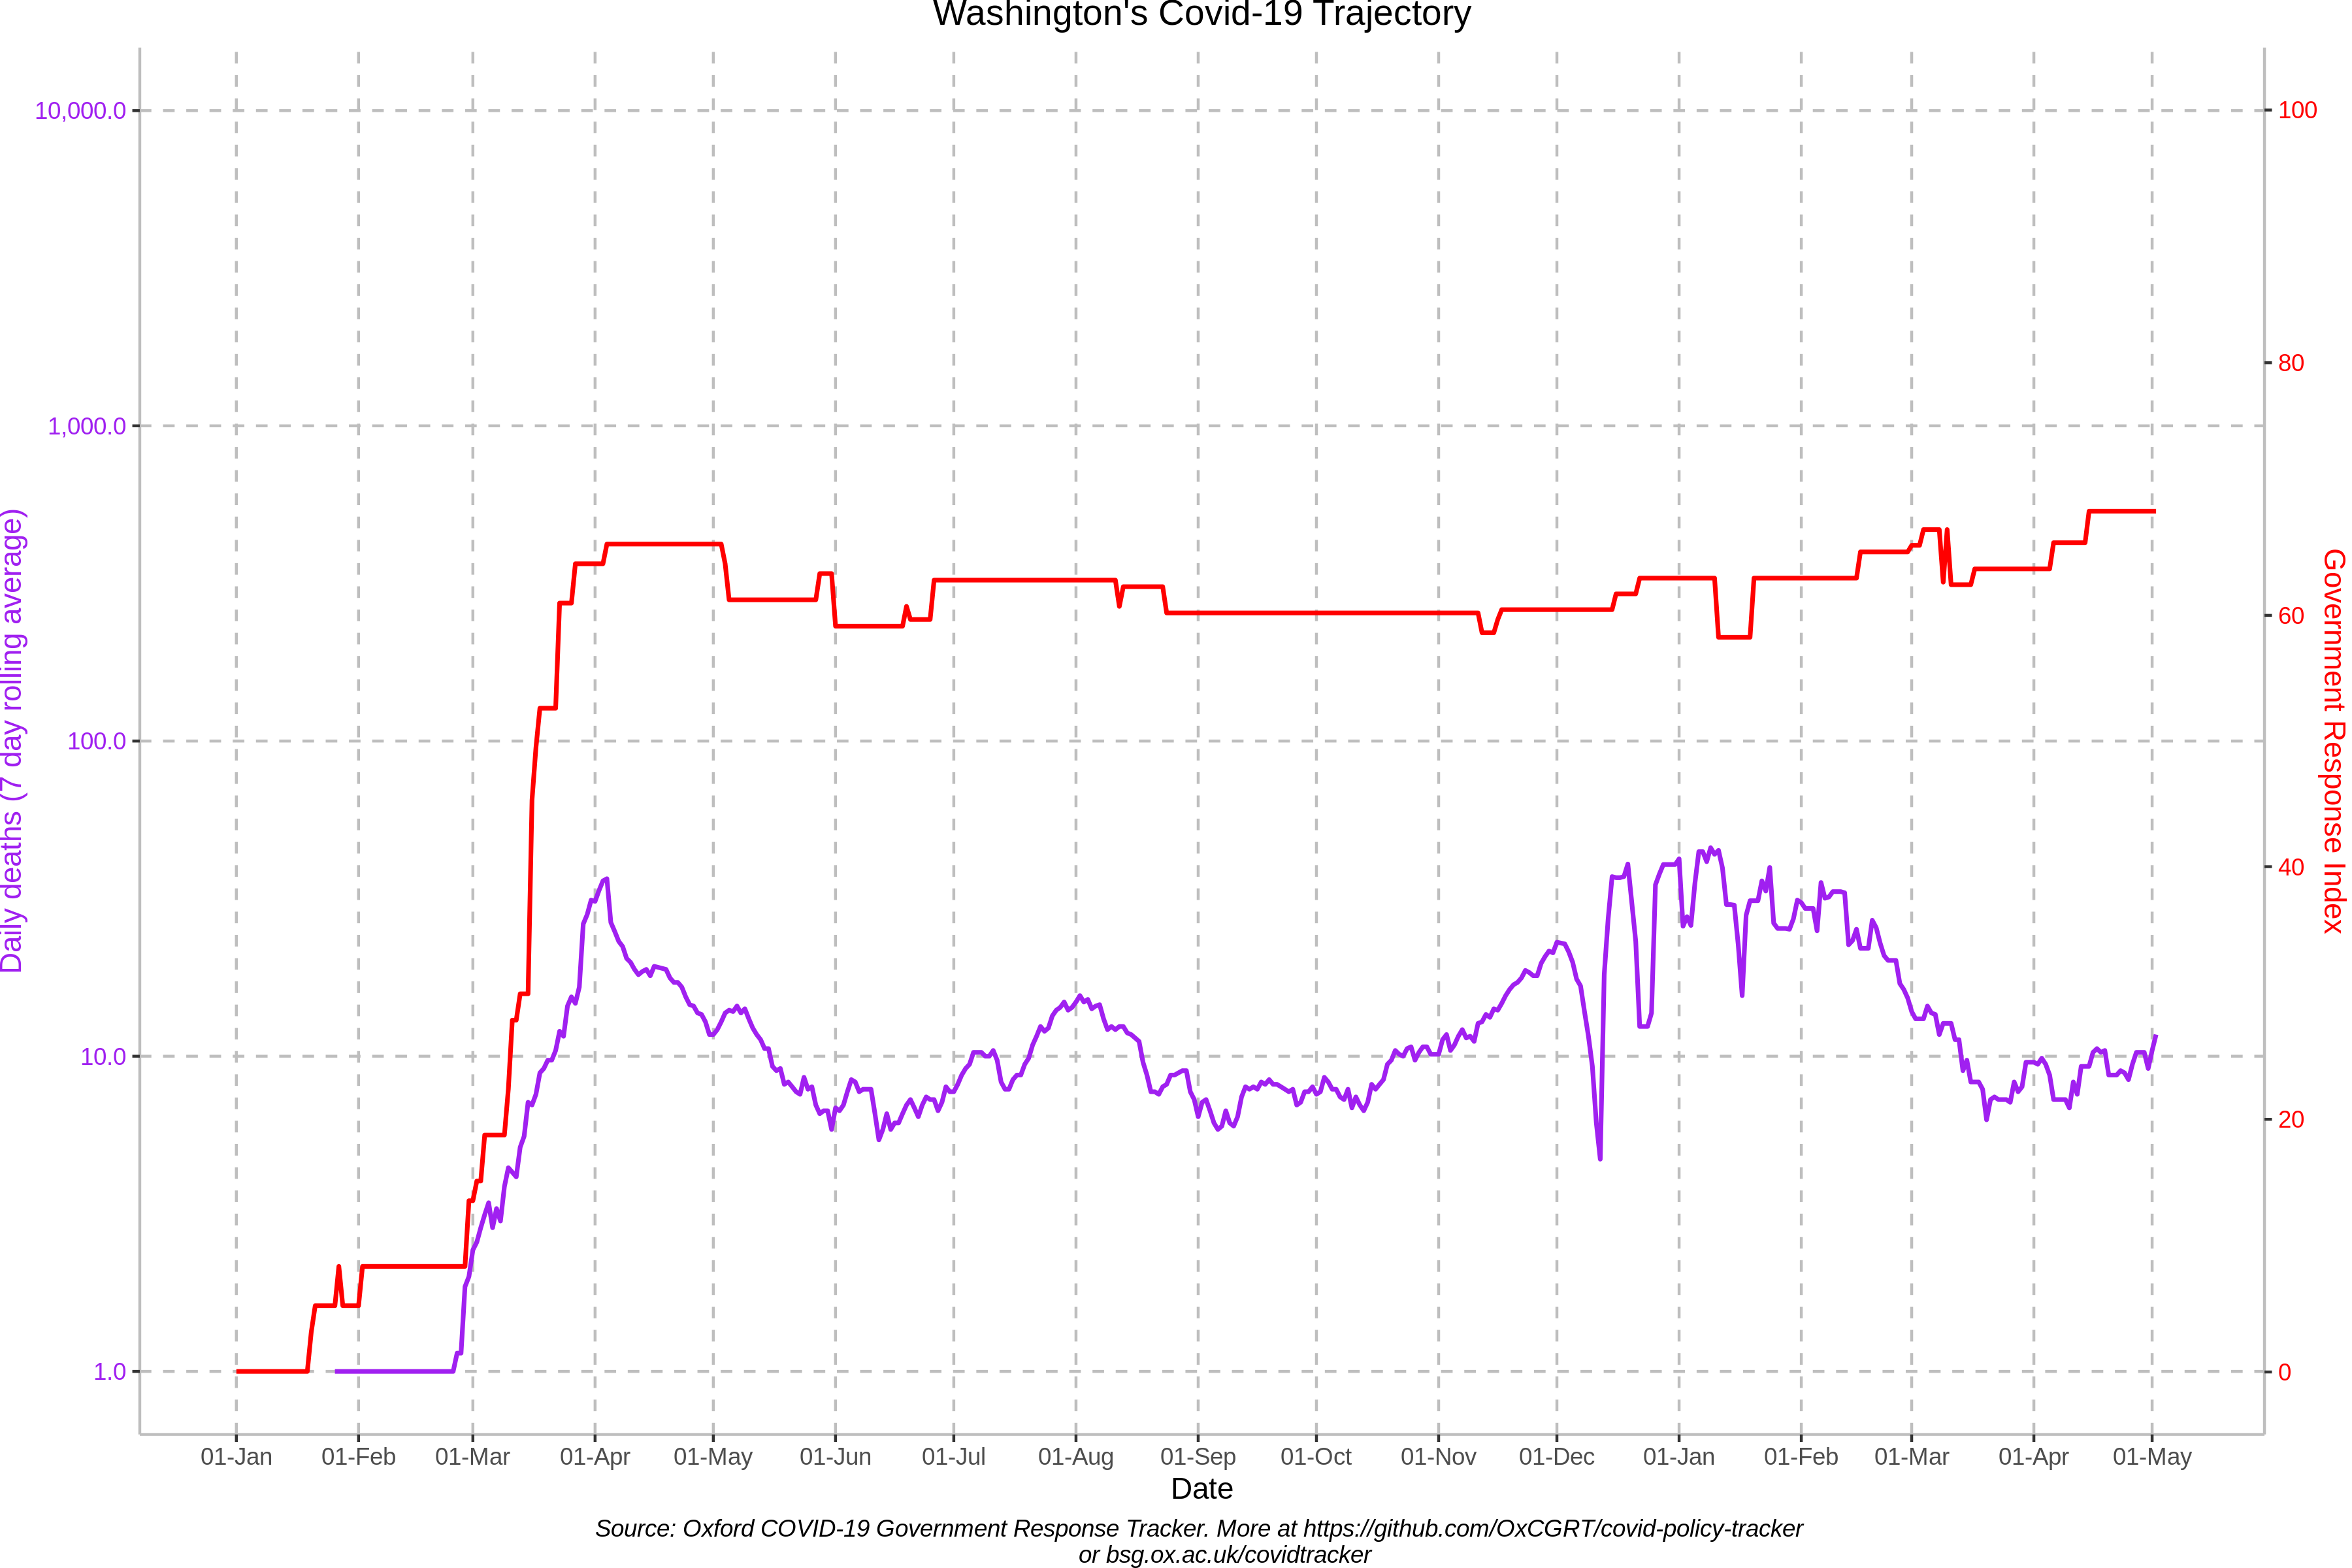 Washington's Covid-19 Trajectory
10,000.0
1,000.0
100.0
10.0
1.0
Daily deaths (7 day rolling average)
100
80
60
40
20
0
Government Response Index
01-Jan 01-Feb 01-Mar 01-Apr 01-May 01-Jun 01-Jul 01-Aug 01-Sep 01-Oct 01-Nov 01-Dec 01-Jan 01-Feb 01-Mar 01-Apr 01-May
Date
Source: Oxford COVID-19 Government Response Tracker. More at https://github.com/OxCGRT/covid-policy-tracker
or bsg.ox.ac.uk/covidtracker